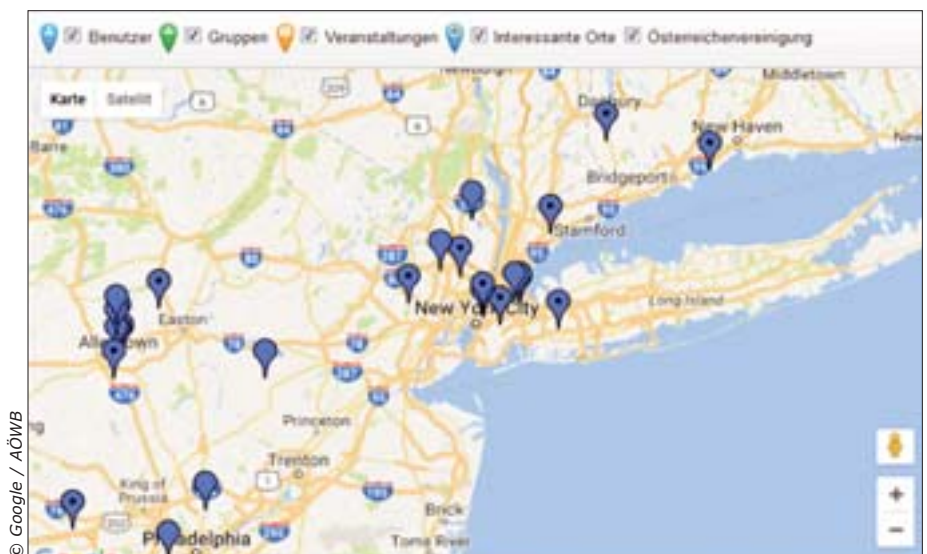 Benutzer Gruppen Veranstaltungen Interessante Orte Österreichervereinigung
Karte Satellit
Middletown
Danbury
New Haven
Barre
Bridgeport
Stamford
New York City
Long Island
Easton
Allentown
Princeton
Trenton
King of
Prussia
Brick
Philadelphia
Toms River
© Google / AÖWB